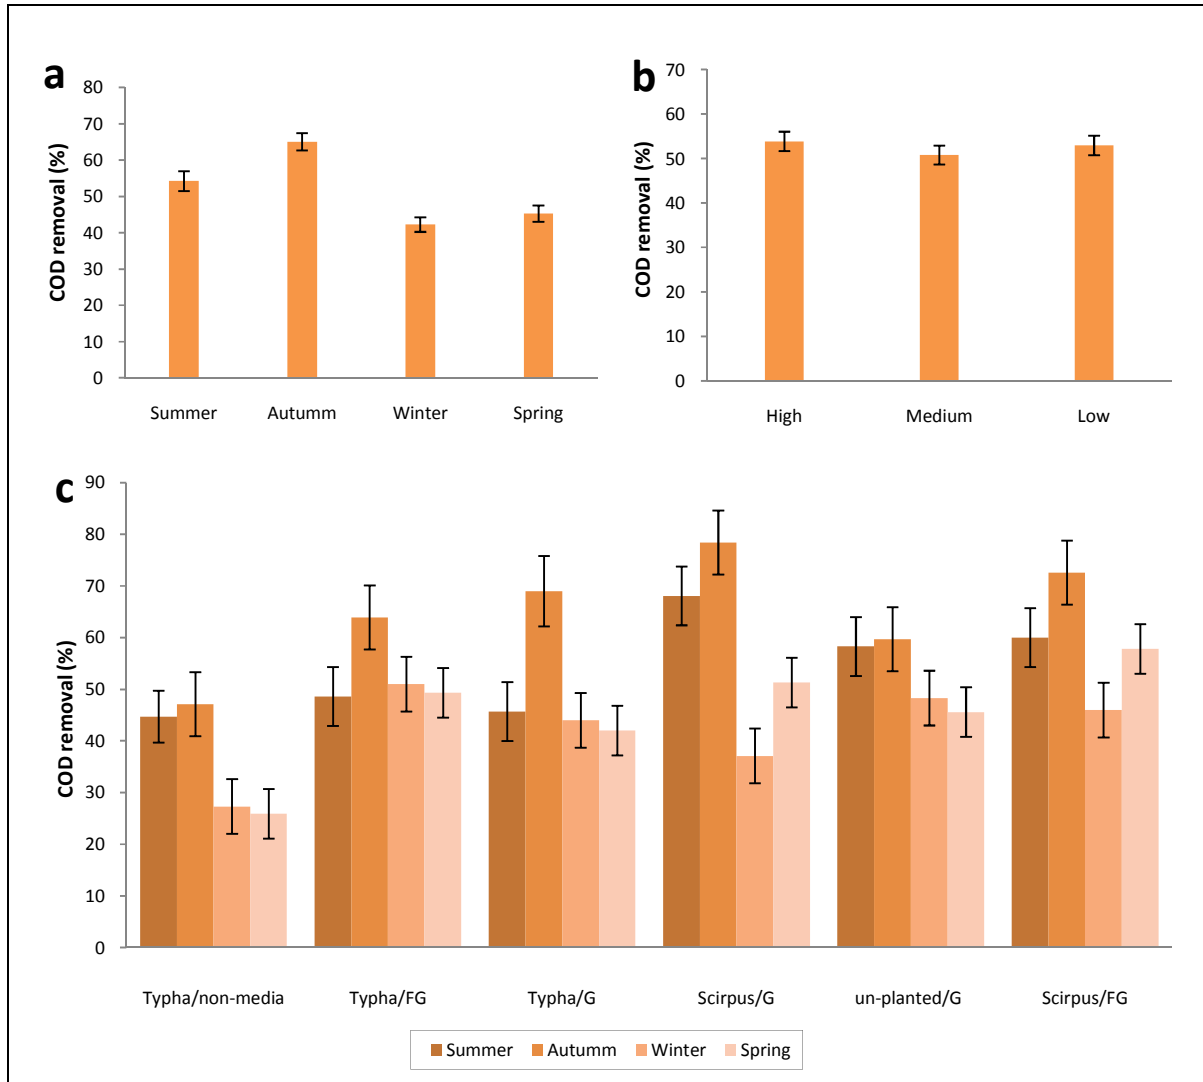 a
COD removal (%)
80
70
60
50
40
30
20
10
0
Summer Autumm Winter Spring
b
COD removal (%)
70
60
50
40
30
20
10
0
High Medium Low
c
COD removal (%)
90
80
70
60
50
40
30
20
10
0
Typha/non-media Typha/FG Typha/G Scirpus/G un-planted/G Scirpus/FG
Summer Autumm Winter Spring